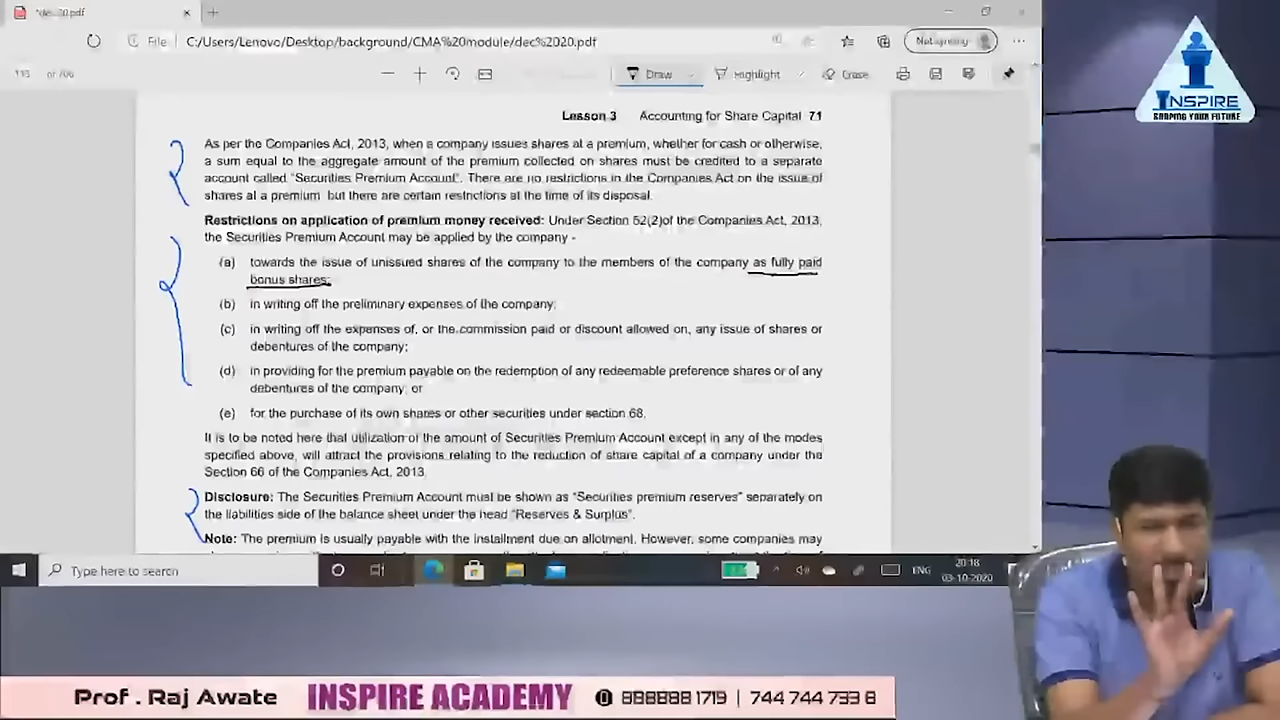 *dec 20.pdf
File
C:/Users/Lenovo/Desktop/background/CMA%20module/dec%2020.pdf
Not syncing
of 706
Draw
Highlight
Erase
Lesson 3 Accounting for Share Capital 71
As per the Companies Act, 2013, when a company issues shares at a premium, whether for cash or otherwise,
a sum equal to the aggregate amount of the premium collected on shares must be credited to a separate
account called "Securities Premium Account". There are no restrictions in the Companies Act on the issue of
shares at a premium but there are certain restrictions at the time of its disposal.
Restrictions on application of premium money received: Under Section 52(2)of the Companies Act, 2013,
the Securities Premium Account may be applied by the company -
(a) towards the issue of unissued shares of the company to the members of the company as fully paid
bonus shares;
(b) in writing off the preliminary expenses of the company;
(c) in writing off the expenses of, or the commission paid or discount allowed on, any issue of shares or
debentures of the company;
(d) in providing for the premium payable on the redemption of any redeemable preference shares or of any
debentures of the company; or
(e) for the purchase of its own shares or other securities under section 68.
It is to be noted here that utilization of the amount of Securities Premium Account except in any of the modes
specified above, will attract the provisions relating to the reduction of share capital of a company under the
Section 66 of the Companies Act, 2013.
Disclosure: The Securities Premium Account must be shown as "Securities premium reserves" separately on
the liabilities side of the balance sheet under the head "Reserves & Surplus".
Note: The premium is usually payable with the installment due on allotment. However, some companies may
Type here to search
ENG
20:18
03-10-2020
INSPIRE
SHAPING YOUR FUTURE
Prof . Raj Awate INSPIRE ACADEMY 888888 1719 | 744 744 733 8